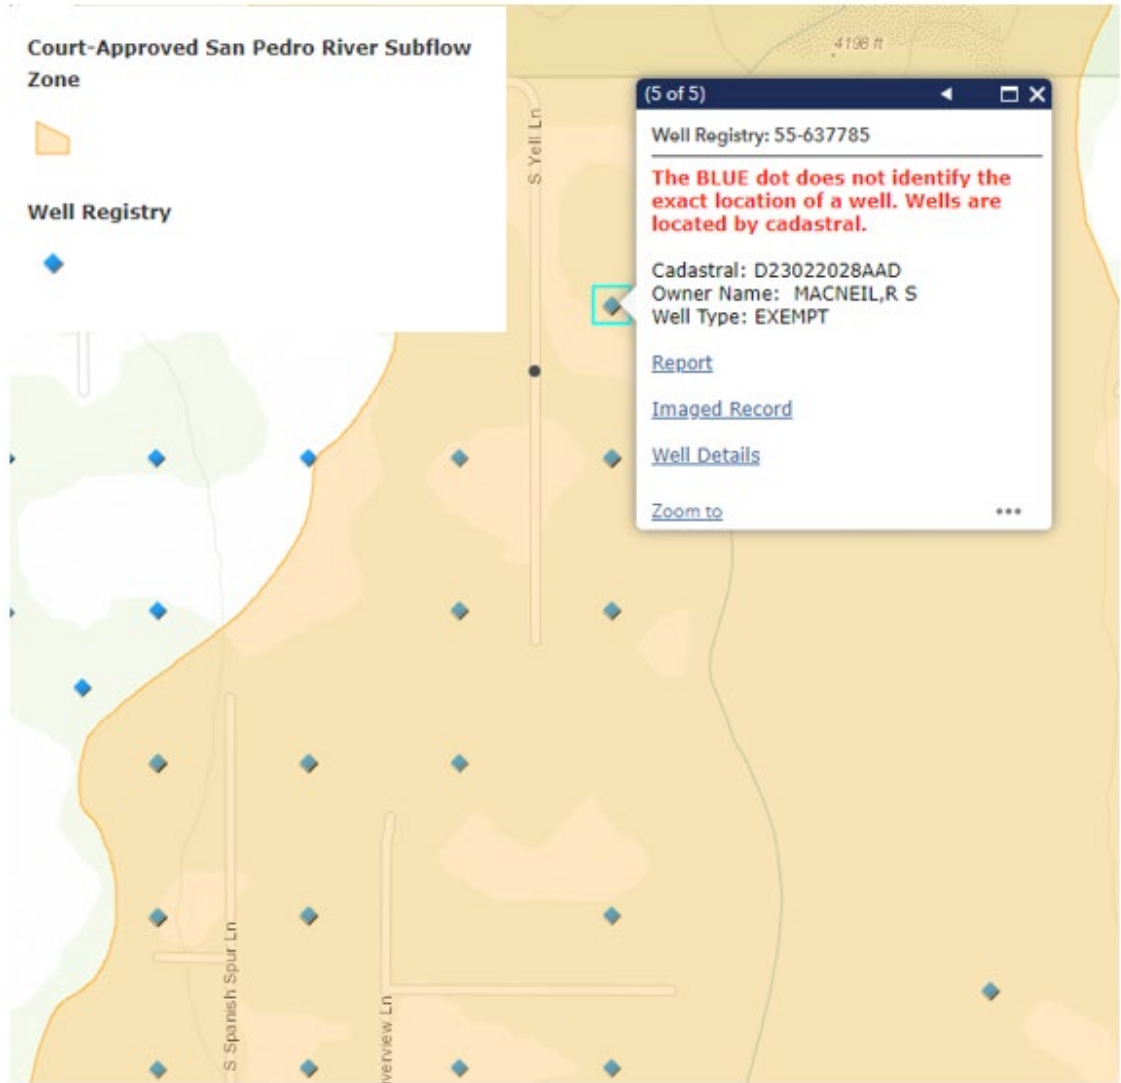 Court-Approved San Pedro River Subflow
Zone
Well Registry
4196 ft
S Yell Ln
(5 of 5)
Well Registry: 55-637785
The BLUE dot does not identify the
exact location of a well. Wells are
located by cadastral.
Cadastral: D23022028AAD
Owner Name: MACNEIL,R S
Well Type: EXEMPT
Report
Imaged Record
Well Details
Zoom to
S Spanish Spur Ln
verview Ln